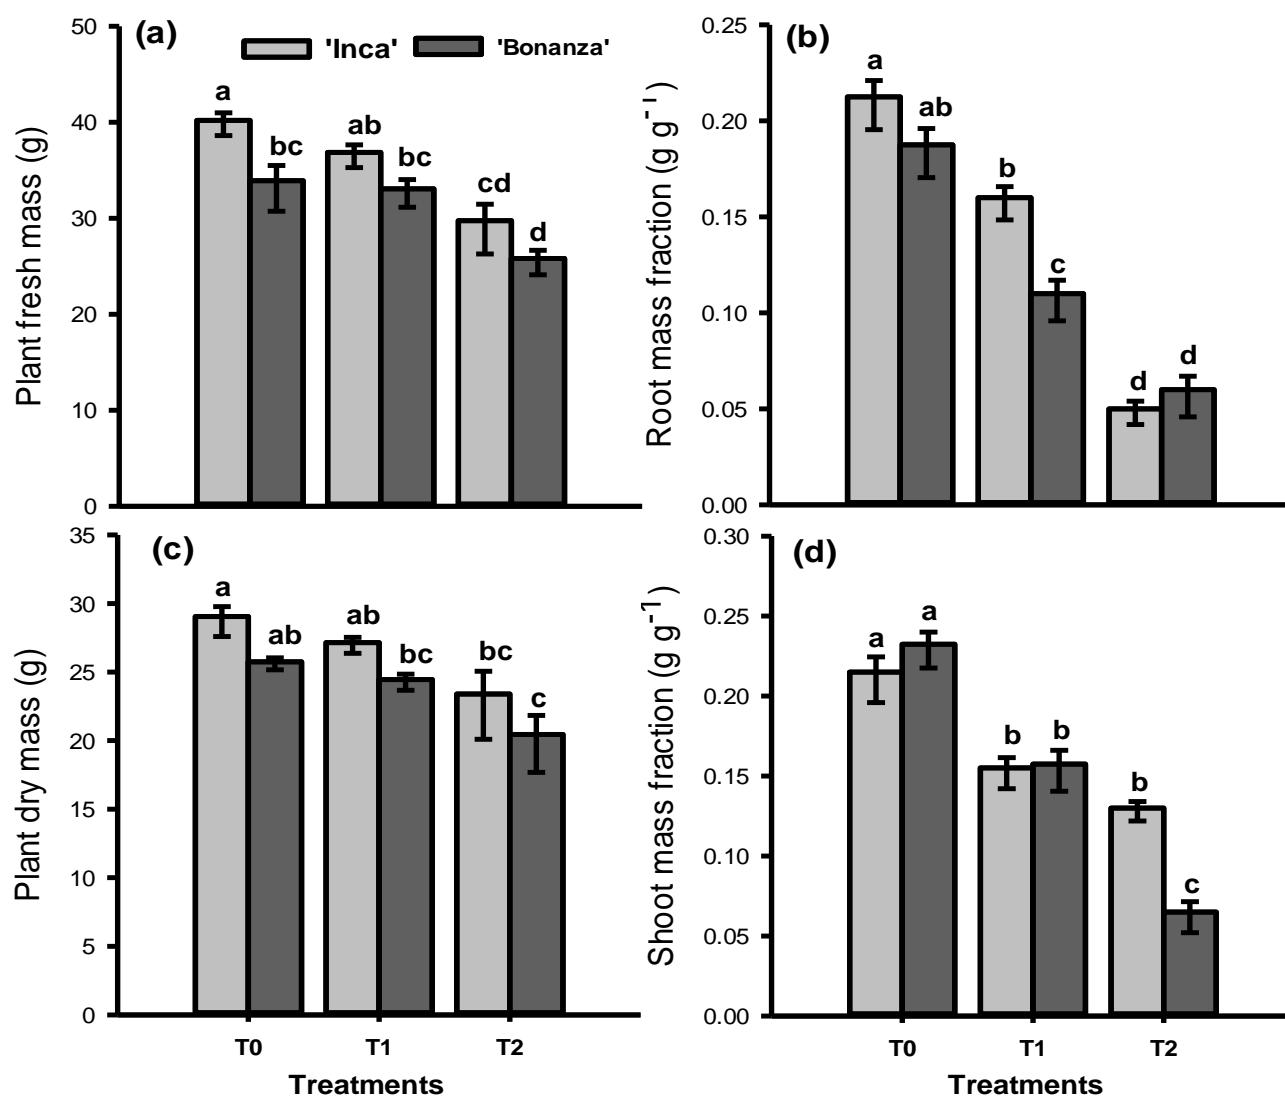 (a)
'Inca' 'Bonanza'
Plant fresh mass (g)
50
40
30
20
10
0
a
bc
ab
bc
cd
d
(b)
Root mass fraction (g g⁻¹)
0.25
0.20
0.15
0.10
0.05
0.00
a
ab
b
c
d
d
(c)
Plant dry mass (g)
35
30
25
20
15
10
5
0
a
ab
ab
bc
bc
c
T0 T1 T2
Treatments
(d)
Shoot mass fraction (g g⁻¹)
0.30
0.25
0.20
0.15
0.10
0.05
0.00
a
a
b
b
b
c
T0 T1 T2
Treatments